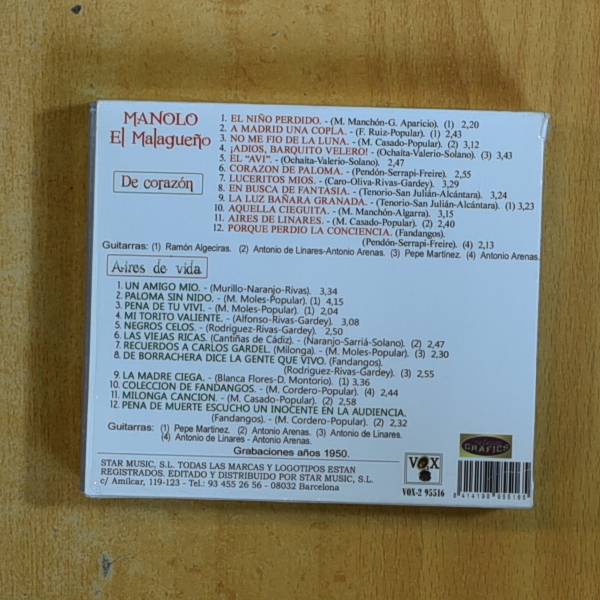 MANOLO
El Malagueño
De corazón
1. EL NIÑO PERDIDO. - (M. Manchón-G. Aparicio). (1) 2,20
2. A MADRID UNA COPLA. - (F. Ruiz-Popular). (1) 2,43
3. NO ME FIO DE LA LUNA. - (M. Casado-Popular). (2) 3,12
4. ¡ADIOS, BARQUITO VELERO! - (Ochaíta-Valerio-Solano). (3) 3,43
5. EL "AVI". - (Ochaita-Valerio-Solano). 2,47
6. CORAZON DE PALOMA. - (Pendón-Serrapi-Freire). 2,55
7. LUCERITOS MIOS. - (Caro-Oliva-Rivas-Gardey). 3,29
8. EN BUSCA DE FANTASIA. - (Tenorio-San Julián-Alcántara). 3,24
9. LA LUZ BAÑARA GRANADA. - (Tenorio-San Julián-Alcántara). (1) 3,23
10. AQUELLA CIEGUITA. - (M. Manchón-Algarra). 3,15
11. AIRES DE LINARES. - (M. Casado-Popular). (2) 2,40
12. PORQUE PERDIO LA CONCIENCIA. (Fandangos).
(Pendón-Serrapi-Freire). (4) 2,13
Guitarras: (1) Ramón Algeciras. (2) Antonio de Linares-Antonio Arenas. (3) Pepe Martínez. (4) Antonio Arenas.
Aires de vida
1. UN AMIGO MIO. - (Murillo-Naranjo-Rivas). 3,34
2. PALOMA SIN NIDO. - (M. Moles-Popular). (1) 4,15
3. PENA DE TU VIVI. - (M. Moles-Popular). (1) 2,04
4. MI TORITO VALIENTE. - (Alfonso-Rivas-Gardey). 3,08
5. NEGROS CELOS. - (Rodriguez-Rivas-Gardey). 2,50
6. LAS VIEJAS RICAS. (Cantiñas de Cádiz). - (Naranjo-Sarriá-Solano). (2) 2,47
7. RECUERDOS A CARLOS GARDEL. (Milonga). - (M. Moles-Popular). (3) 2,30
8. DE BORRACHERA DICE LA GENTE QUE VIVO. (Fandangos).
(Rodríguez-Rivas-Gardey). (3) 2,55
9. LA MADRE CIEGA. - (Blanca Flores-D. Montorio). (1) 3,36
10. COLECCION DE FANDANGOS. - (M. Cordero-Popular). (4) 2,44
11. MILONGA CANCION. - (M. Casado-Popular). (2) 2,58
12. PENA DE MUERTE ESCUCHO UN INOCENTE EN LA AUDIENCIA.
(Fandangos). - (M. Cordero-Popular). (2) 2,32
Guitarras: (1) Pepe Martinez. (2) Antonio Arenas. (3) Antonio de Linares.
(4) Antonio de Linares - Antonio Arenas.
Grabaciones años 1950.
STAR MUSIC, S.L. TODAS LAS MARCAS Y LOGOTIPOS ESTAN
REGISTRADOS. EDITADO Y DISTRIBUIDO POR STAR MUSIC, S.L.
c/ Amílcar, 119-123 - Tel.: 93 455 26 56 - 08032 Barcelona
VOX
VOX-2 95516
GRAFICS